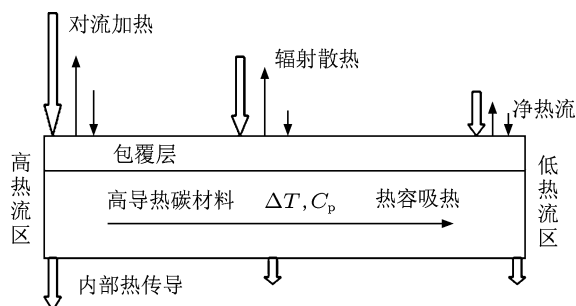 对流加热
辐射散热
净热流
高热流区
包覆层
低热流区
高导热碳材料 ΔT,Cp 热容吸热
内部热传导